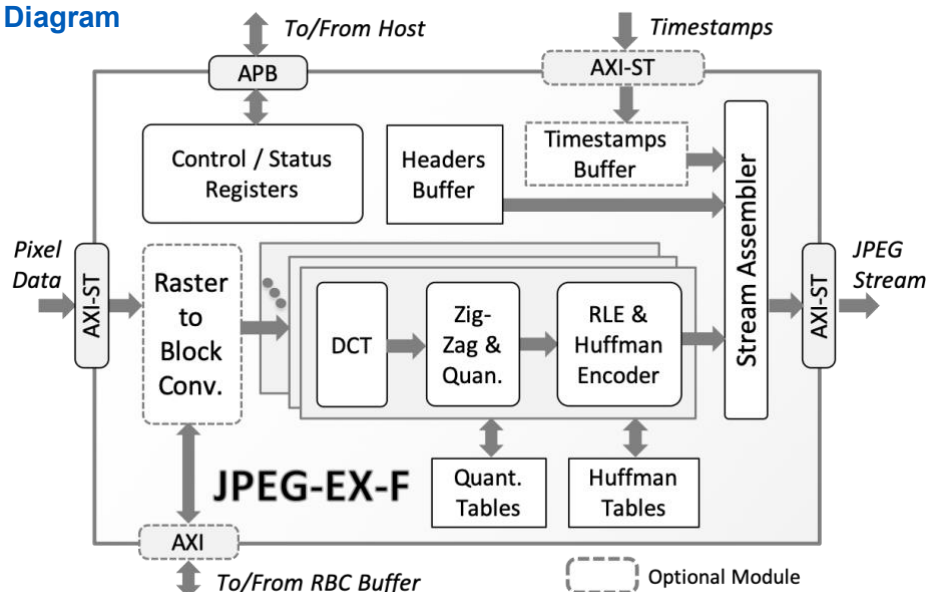 Diagram
To/From Host
Timestamps
APB
AXI-ST
Control / Status
Registers
Headers
Buffer
Timestamps
Buffer
Stream Assembler
Pixel
Data
AXI-ST
Raster
to
Block
Conv.
DCT
Zig-
Zag &
Quan.
RLE &
Huffman
Encoder
AXI-ST
JPEG
Stream
JPEG-EX-F
Quant.
Tables
Huffman
Tables
AXI
To/From RBC Buffer
Optional Module